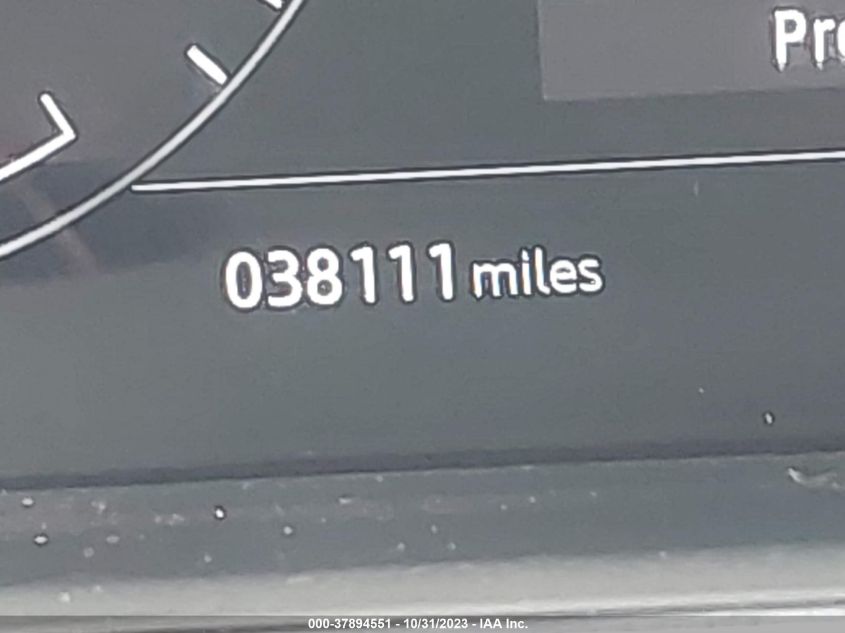 Pr
038111 miles
000-37894551 - 10/31/2023 - IAA Inc.